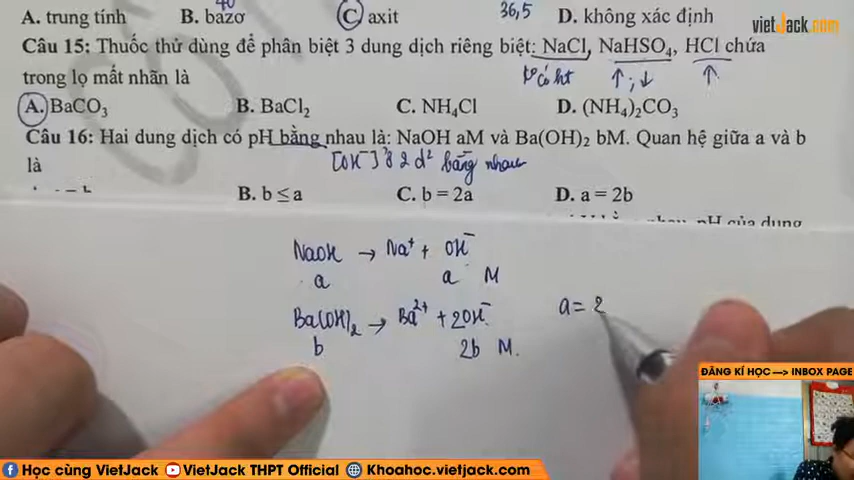 A. trung tính B. bazơ C. axit 36,5 D. không xác định
vietJack.com
Câu 15: Thuốc thử dùng để phân biệt 3 dung dịch riêng biệt: NaCl, NaHSO₄, HCl chứa
trong lọ mất nhãn là
↑ ; ↓ ↑
A. BaCO₃ B. BaCl₂ C. NH₄Cl D. (NH₄)₂CO₃
Câu 16: Hai dung dịch có pH bằng nhau là: NaOH aM và Ba(OH)₂ bM. Quan hệ giữa a và b
là
[OH⁻] ở 2 d² bằng nhau
B. b ≤ a C. b = 2a D. a = 2b
pH của dung
NaOH → Na⁺ + OH⁻
a a M
Ba(OH)₂ → Ba²⁺ + 2OH⁻
b 2b M.
a = 2
ĐĂNG KÍ HỌC —> INBOX PAGE
Học cùng VietJack VietJack THPT Official Khoahoc.vietjack.com